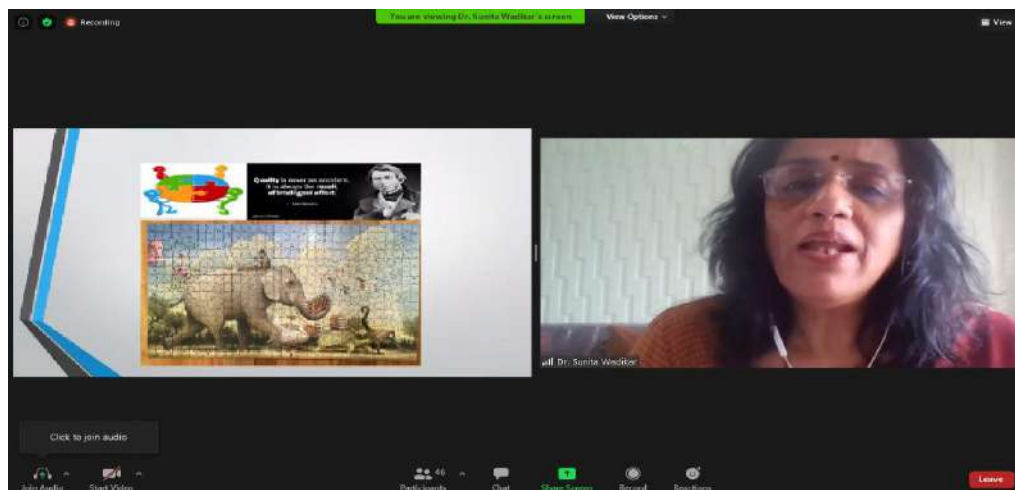 Recording
You are viewing Dr. Sunita Wadikar's screen
View Options
View
Quality is never an accident.
It is always the result
of intelligent effort.
Dr. Sunita Wadikar
Click to join audio
Join Audio
Start Video
46
Participants
Chat
Share Screen
Record
Reactions
Leave